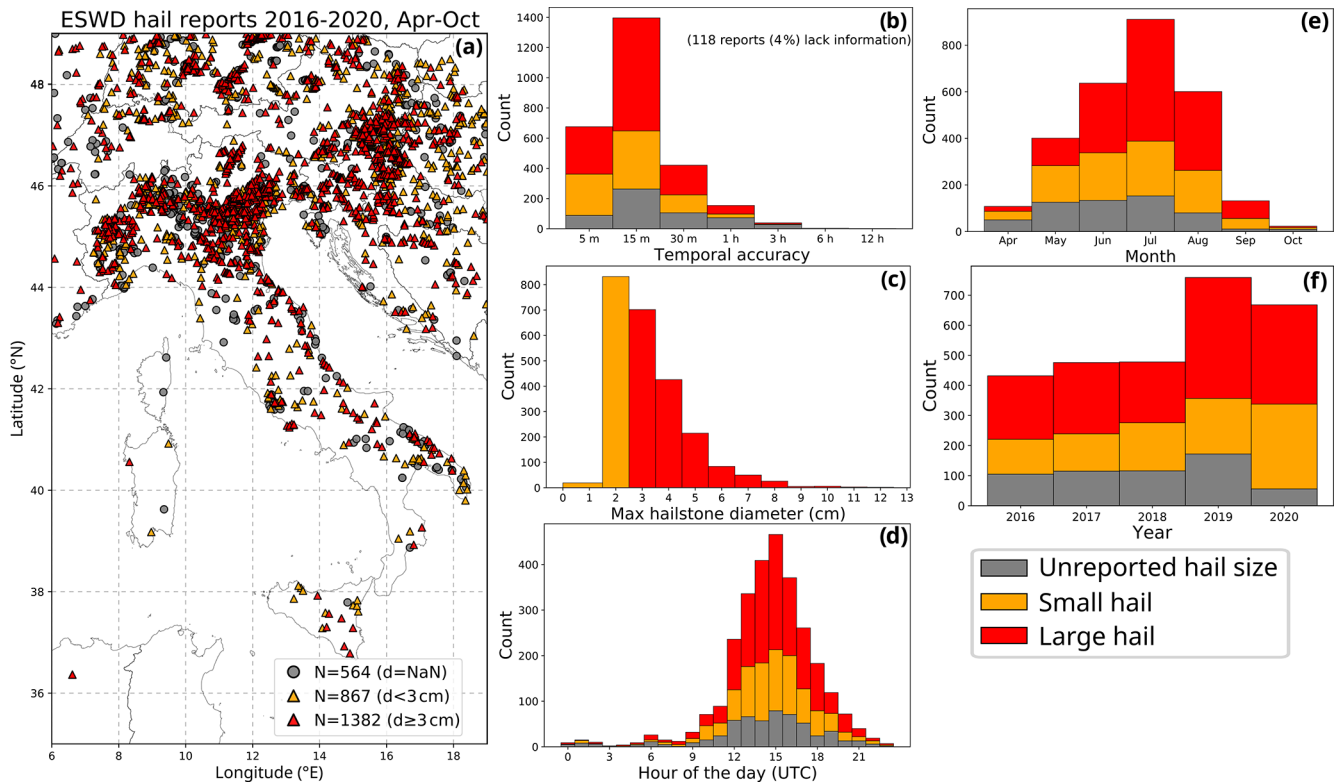 ESWD hail reports 2016-2020, Apr-Oct
(a)
Latitude (°N)
48
46
44
42
40
38
36
6 8 10 12 14 16 18
Longitude (°E)
N=564 (d=NaN)
N=867 (d<3 cm)
N=1382 (d≥3 cm)
(b)
(118 reports (4%) lack information)
Count
1400
1200
1000
800
600
400
200
0
5 m 15 m 30 m 1 h 3 h 6 h 12 h
Temporal accuracy
(c)
Count
800
700
600
500
400
300
200
100
0
0 1 2 3 4 5 6 7 8 9 10 11 12 13
Max hailstone diameter (cm)
(d)
Count
400
300
200
100
0
0 3 6 9 12 15 18 21
Hour of the day (UTC)
(e)
Count
800
600
400
200
0
Apr May Jun Jul Aug Sep Oct
Month
(f)
Count
700
600
500
400
300
200
100
0
2016 2017 2018 2019 2020
Year
Unreported hail size
Small hail
Large hail